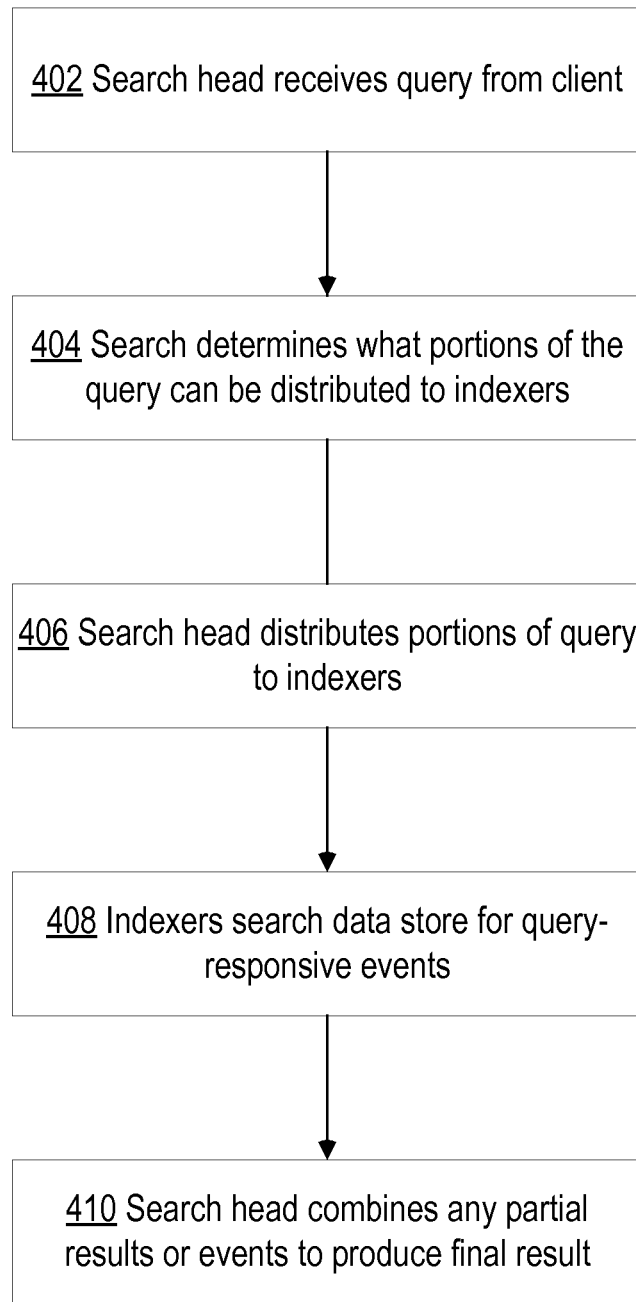 402 Search head receives query from client
404 Search determines what portions of the
query can be distributed to indexers
406 Search head distributes portions of query
to indexers
408 Indexers search data store for query-
responsive events
410 Search head combines any partial
results or events to produce final result